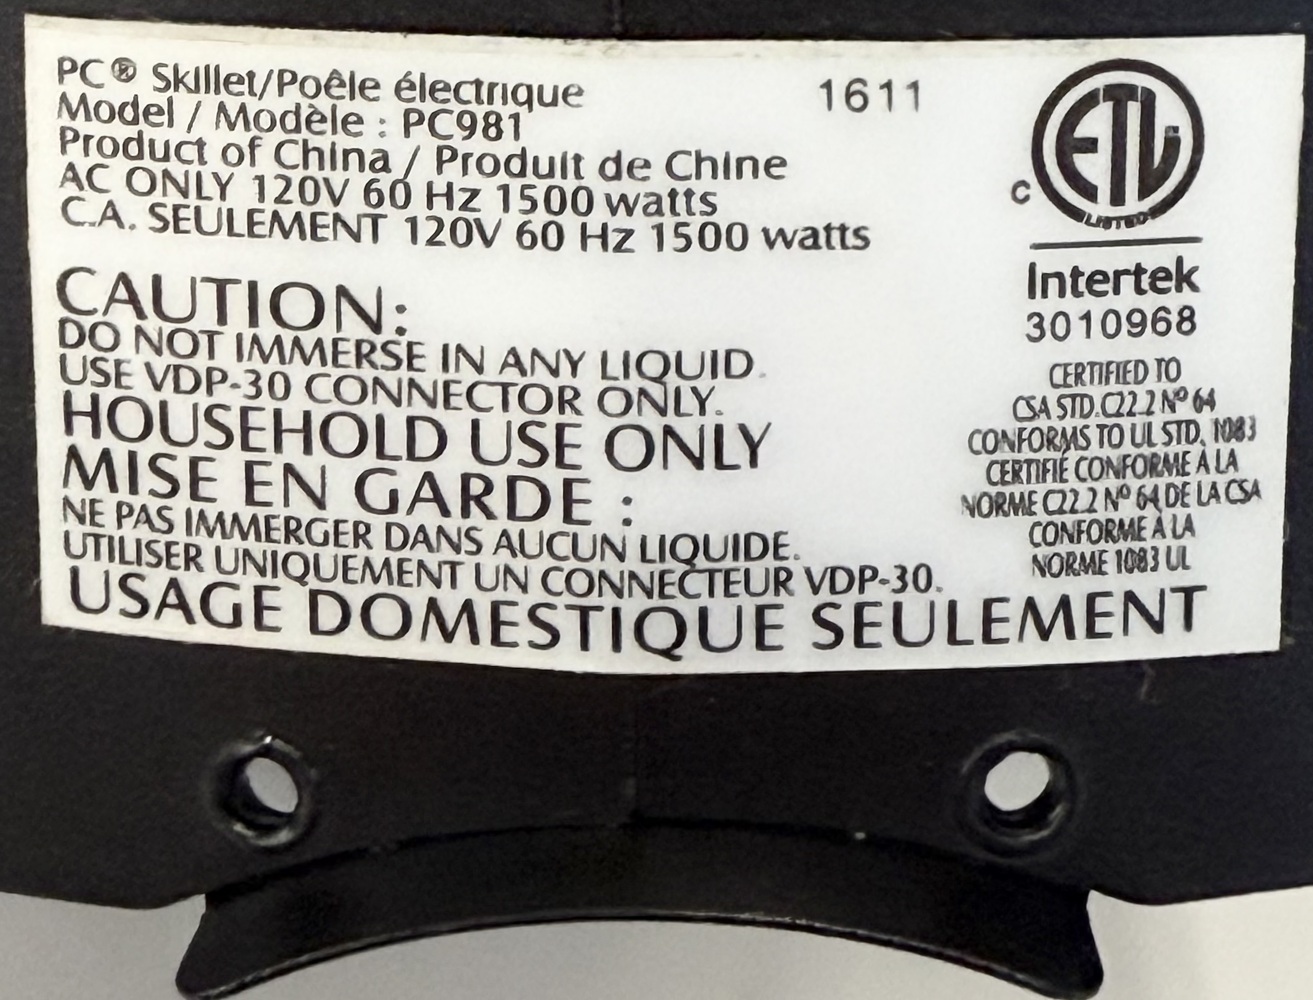 PC® Skillet/Poêle électrique 1611
Model / Modèle : PC981
Product of China / Produit de Chine
AC ONLY 120V 60 Hz 1500 watts
C.A. SEULEMENT 120V 60 Hz 1500 watts
CAUTION:
DO NOT IMMERSE IN ANY LIQUID.
USE VDP-30 CONNECTOR ONLY.
HOUSEHOLD USE ONLY
MISE EN GARDE :
NE PAS IMMERGER DANS AUCUN LIQUIDE.
UTILISER UNIQUEMENT UN CONNECTEUR VDP-30.
USAGE DOMESTIQUE SEULEMENT
ETL
C
LISTED
Intertek
3010968
CERTIFIED TO
CSA STD.C22.2 Nº 64
CONFORMS TO UL STD. 1083
CERTIFIÉ CONFORME À LA
NORME C22.2 Nº 64 DE LA CSA
CONFORME À LA
NORME 1083 UL